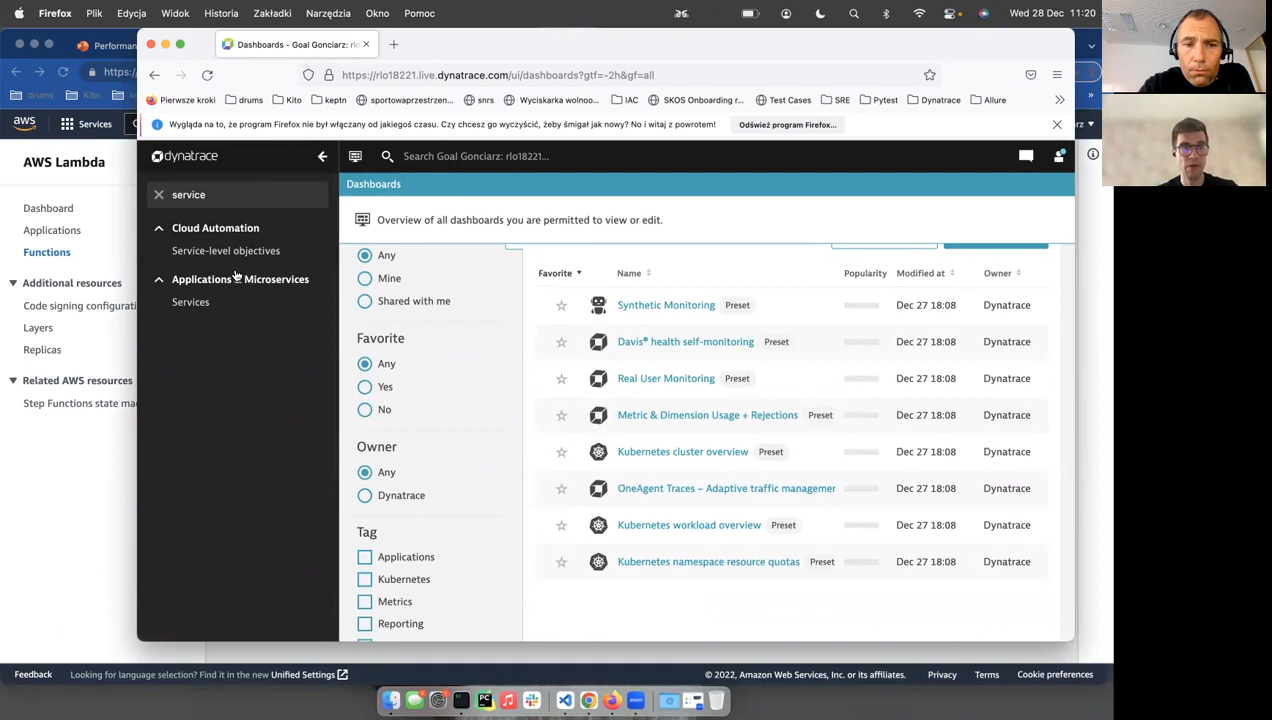 Firefox Plik Edycja Widok Historia Zakładki Narzędzia Okno Pomoc Wed 28 Dec 11:20
Performan
Dashboards - Goal Gonciarz: rlo
https:/
https://rlo18221.live.dynatrace.com/ui/dashboards?gtf=-2h&gf=all
drums Kito
Pierwsze kroki drums Kito keptn sportowaprzestrzen... snrs Wyciskarka wolnoo... IAC SKOS Onboarding r... Test Cases SRE Pytest Dynatrace Allure
aws Services
Wygląda na to, że program Firefox nie był włączany od jakiegoś czasu. Czy chcesz go wyczyścić, żeby śmigał jak nowy? No i witaj z powrotem! Odśwież program Firefox...
AWS Lambda
Dashboard
Applications
Functions
Additional resources
Code signing configurati
Layers
Replicas
Related AWS resources
Step Functions state ma
dynatrace
Search Goal Gonciarz: rlo18221...
service
Cloud Automation
Service-level objectives
Applications Microservices
Services
Dashboards
Overview of all dashboards you are permitted to view or edit.
Any
Mine
Shared with me
Favorite
Any
Yes
No
Owner
Any
Dynatrace
Tag
Applications
Kubernetes
Metrics
Reporting
Favorite Name Popularity Modified at Owner
Synthetic Monitoring Preset Dec 27 18:08 Dynatrace
Davis® health self-monitoring Preset Dec 27 18:08 Dynatrace
Real User Monitoring Preset Dec 27 18:08 Dynatrace
Metric & Dimension Usage + Rejections Preset Dec 27 18:08 Dynatrace
Kubernetes cluster overview Preset Dec 27 18:08 Dynatrace
OneAgent Traces – Adaptive traffic managemer Dec 27 18:08 Dynatrace
Kubernetes workload overview Preset Dec 27 18:08 Dynatrace
Kubernetes namespace resource quotas Preset Dec 27 18:08 Dynatrace
Feedback Looking for language selection? Find it in the new Unified Settings © 2022, Amazon Web Services, Inc. or its affiliates. Privacy Terms Cookie preferences